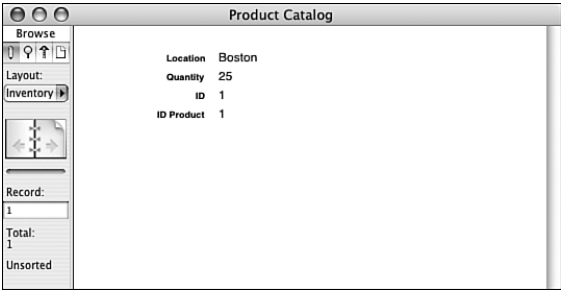 Product Catalog
Browse
Layout:
Inventory
Record:
1
Total:
1
Unsorted
Location Boston
Quantity 25
ID 1
ID Product 1